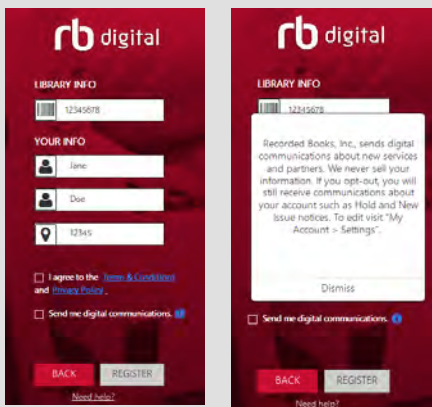 rb digital
LIBRARY INFO
12345678
YOUR INFO
Jane
Doe
12345
I agree to the Terms & Conditions
and Privacy Policy.
Send me digital communications.
BACK
REGISTER
Need help?
rb digital
LIBRARY INFO
12345678
Recorded Books, Inc., sends digital
communications about new services
and partners. We never sell your
information. If you opt-out, you will
still receive communications about
your account such as Hold and New
Issue notices. To edit visit "My
Account > Settings".
Dismiss
Send me digital communications.
BACK
REGISTER
Need help?